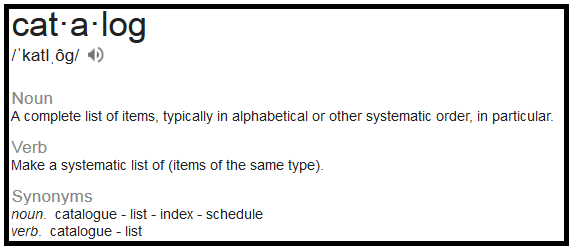 cat·a·log
/ˈkatlˌôg/
Noun
A complete list of items, typically in alphabetical or other systematic order, in particular.
Verb
Make a systematic list of (items of the same type).
Synonyms
noun. catalogue - list - index - schedule
verb. catalogue - list